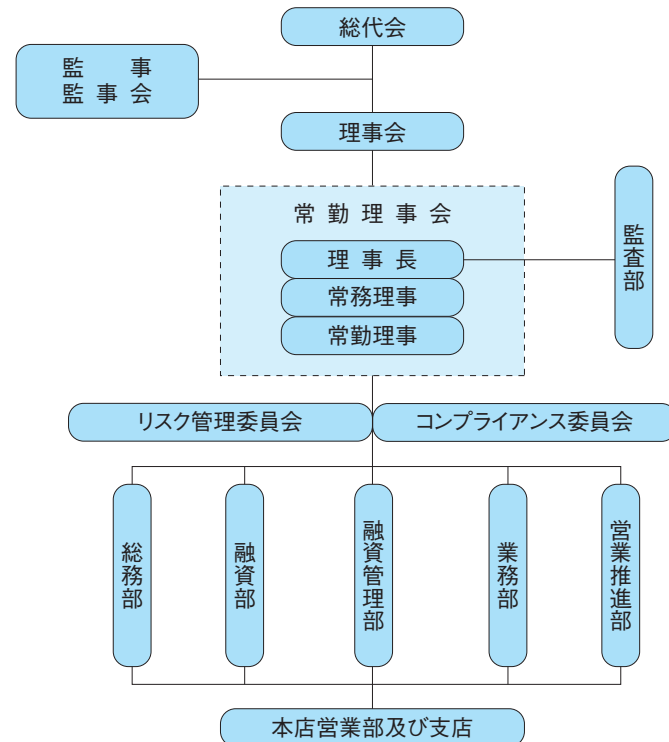 総代会
監事
監事会
理事会
常勤理事会
理事長
常務理事
常勤理事
監査部
リスク管理委員会
コンプライアンス委員会
総務部
融資部
融資管理部
業務部
営業推進部
本店営業部及び支店